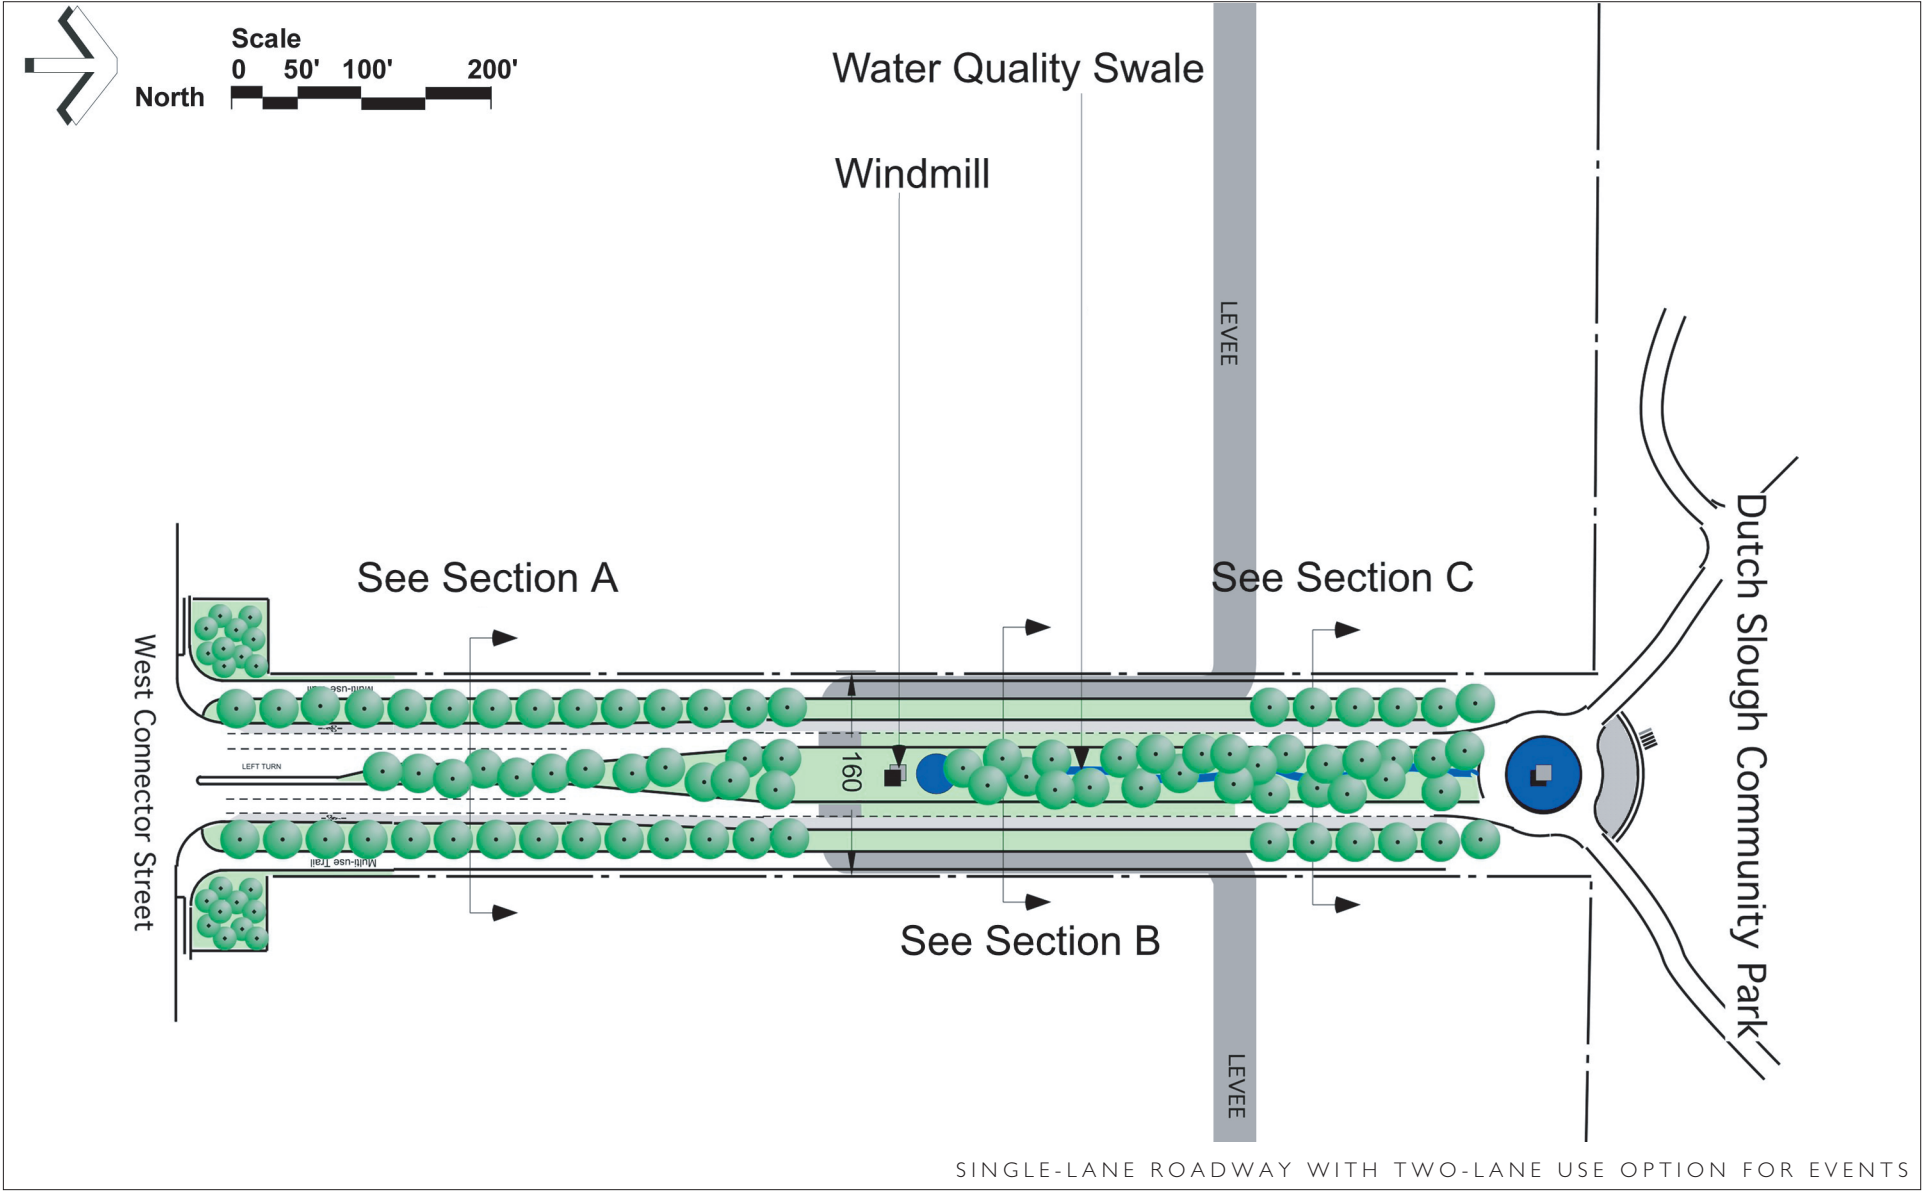 Scale
0 50' 100' 200'
North
Water Quality Swale
Windmill
LEVEE
See Section A
See Section C
Dutch Slough Community Park
West Connector Street
Multi-use Trail
LEFT TURN
160
Multi-use Trail
See Section B
LEVEE
SINGLE-LANE ROADWAY WITH TWO-LANE USE OPTION FOR EVENTS